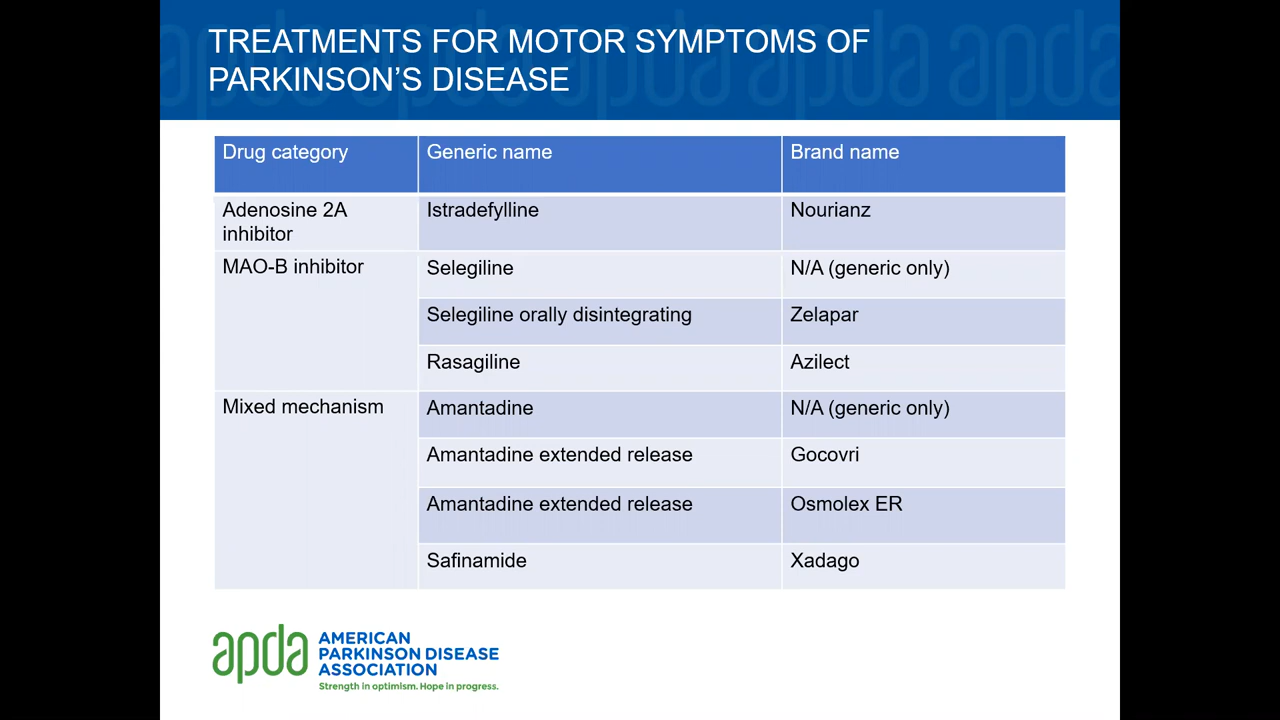 TREATMENTS FOR MOTOR SYMPTOMS OF
PARKINSON'S DISEASE
Drug category Generic name Brand name
Adenosine 2A Istradefylline Nourianz
inhibitor
MAO-B inhibitor Selegiline N/A (generic only)
Selegiline orally disintegrating Zelapar
Rasagiline Azilect
Mixed mechanism Amantadine N/A (generic only)
Amantadine extended release Gocovri
Amantadine extended release Osmolex ER
Safinamide Xadago
apda
AMERICAN
PARKINSON DISEASE
ASSOCIATION
Strength in optimism. Hope in progress.